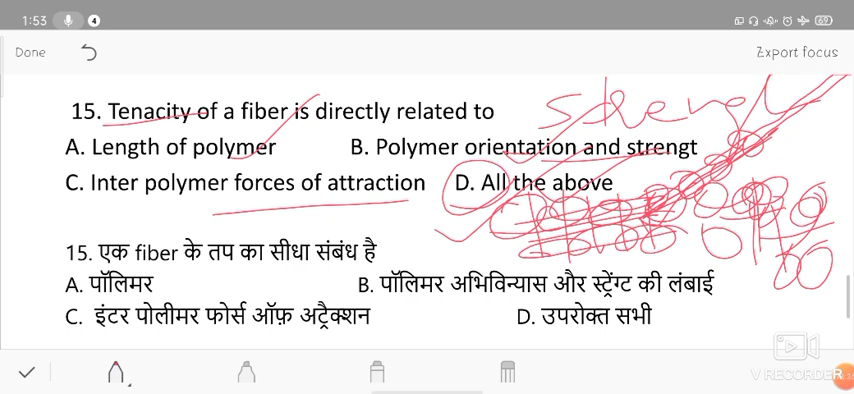 1:53 4 69
Done Export focus
15. Tenacity of a fiber is directly related to
A. Length of polymer B. Polymer orientation and strengt
C. Inter polymer forces of attraction D. All the above
15. एक fiber के तप का सीधा संबंध है
A. पॉलिमर B. पॉलिमर अभिविन्यास और स्ट्रेंग्ट की लंबाई
C. इंटर पोलीमर फोर्स ऑफ़ अट्रैक्शन D. उपरोक्त सभी
V RECORDER